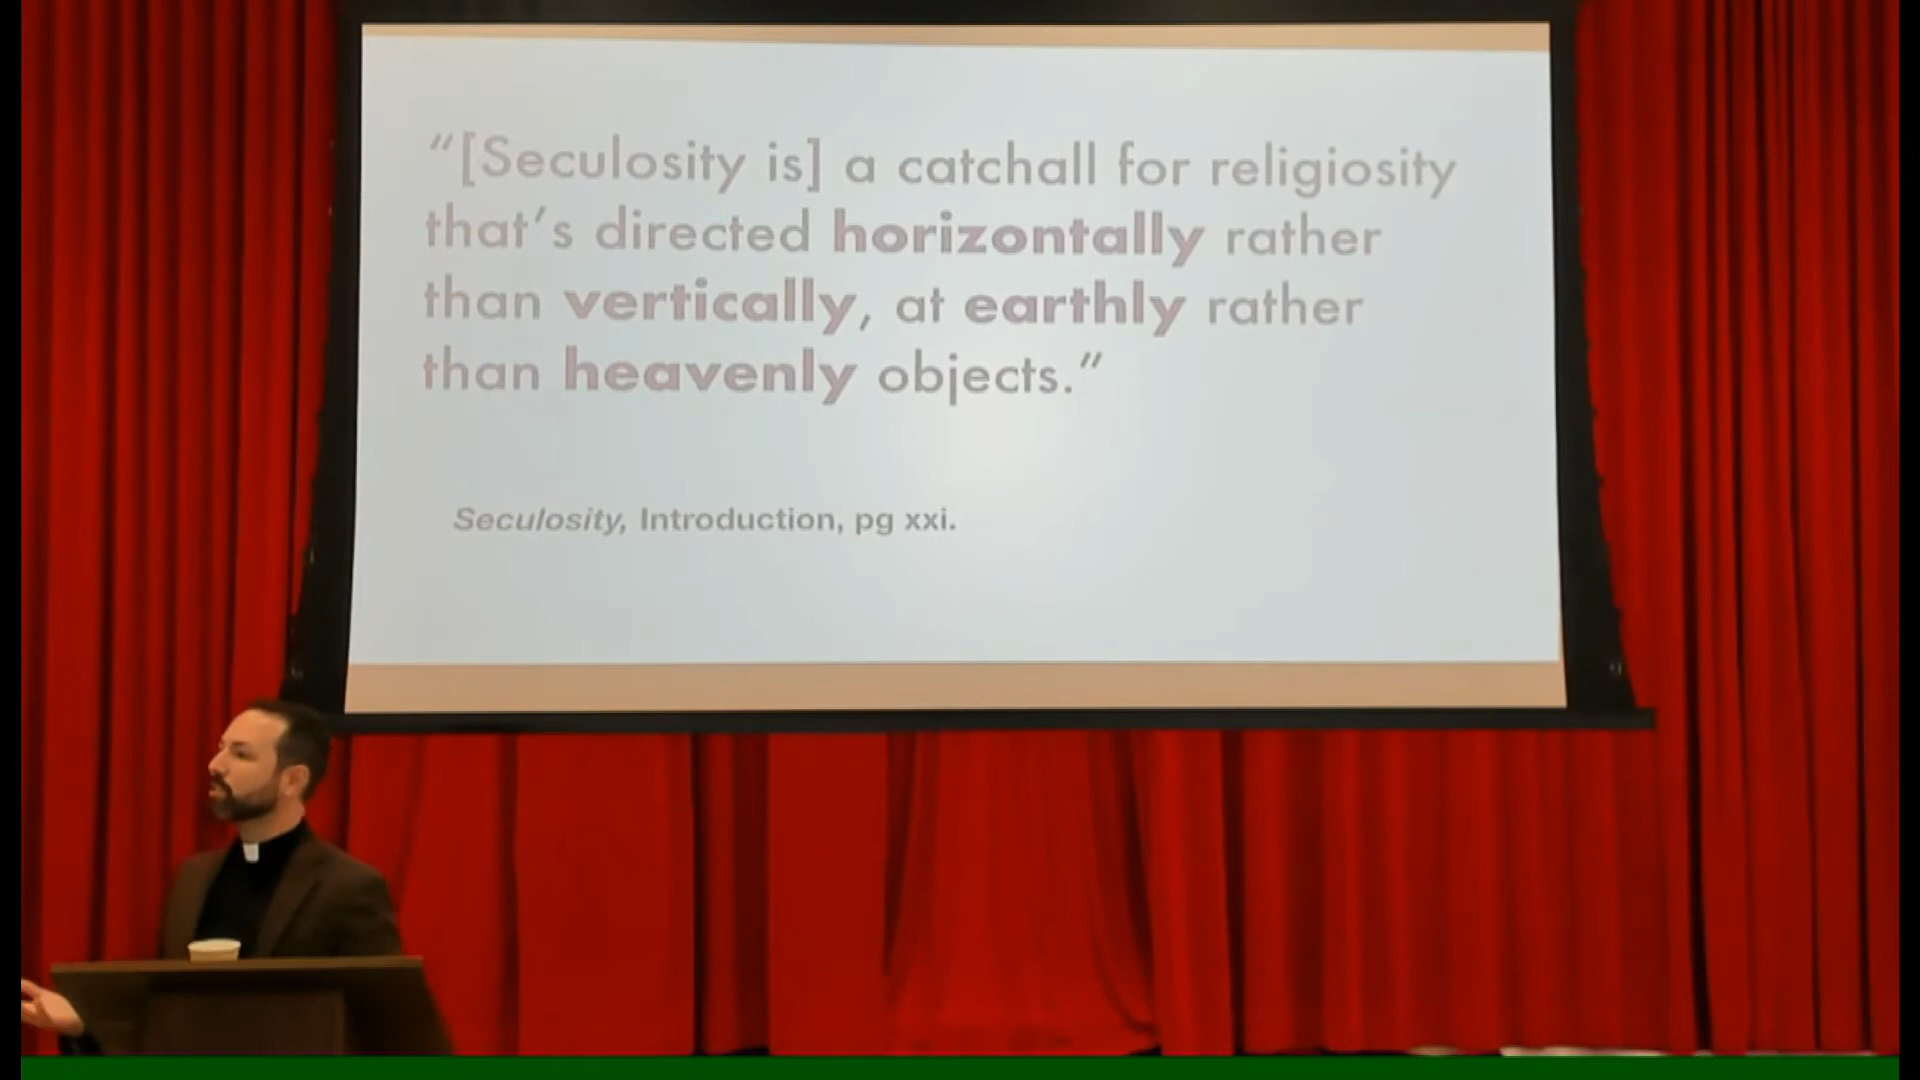 “[Seculosity is] a catchall for religiosity
that’s directed horizontally rather
than vertically, at earthly rather
than heavenly objects.”
Seculosity, Introduction, pg xxi.